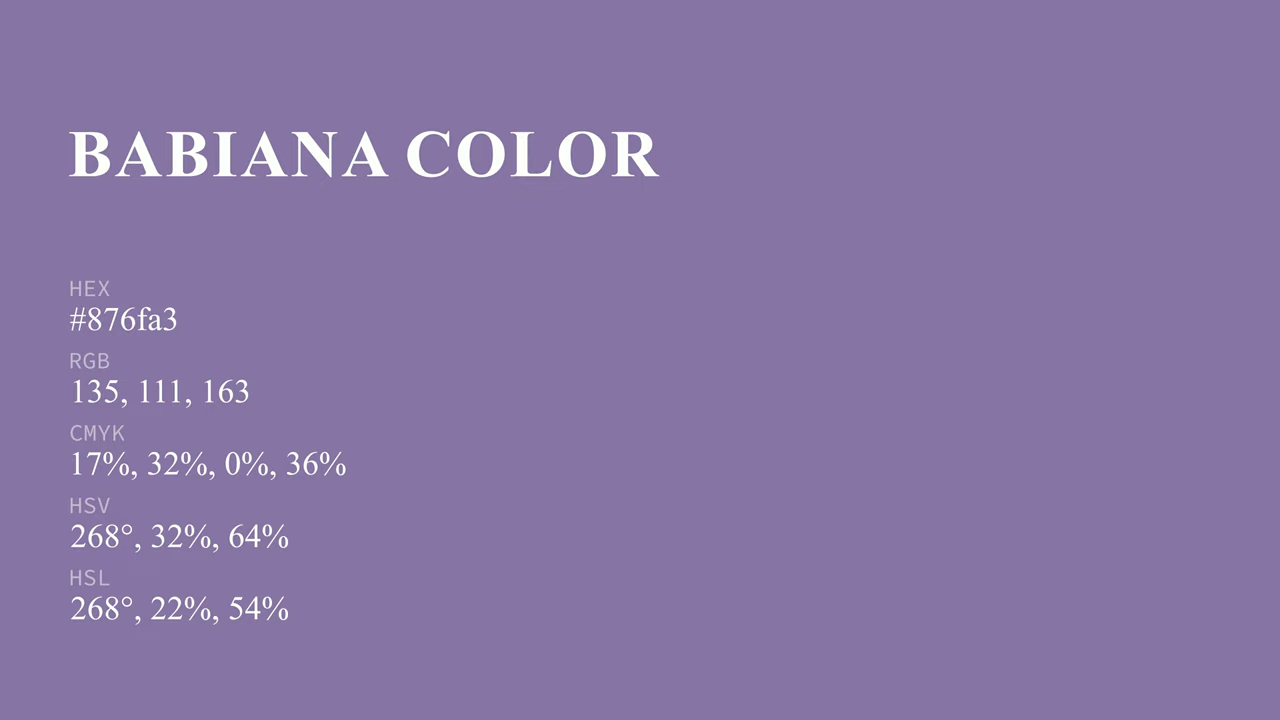 BABIANA COLOR
HEX
#876fa3
RGB
135, 111, 163
CMYK
17%, 32%, 0%, 36%
HSV
268°, 32%, 64%
HSL
268°, 22%, 54%